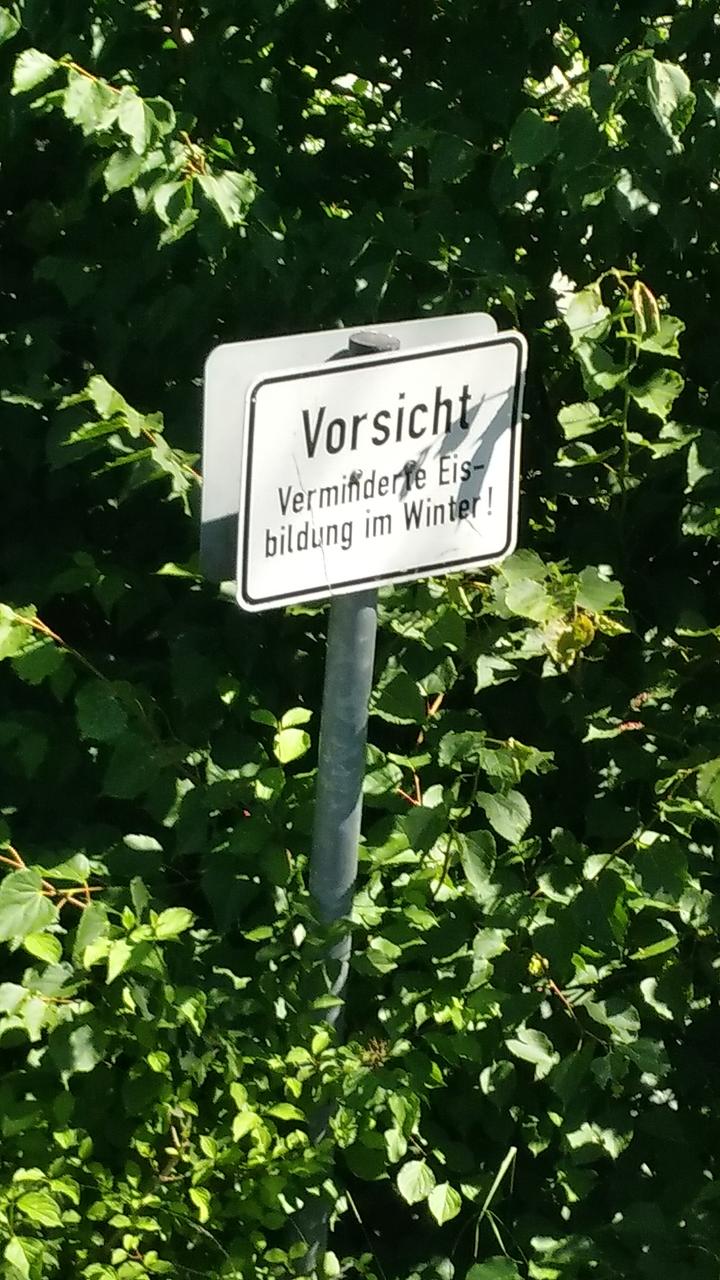 Vorsicht
Verminderte Eis-
bildung im Winter!